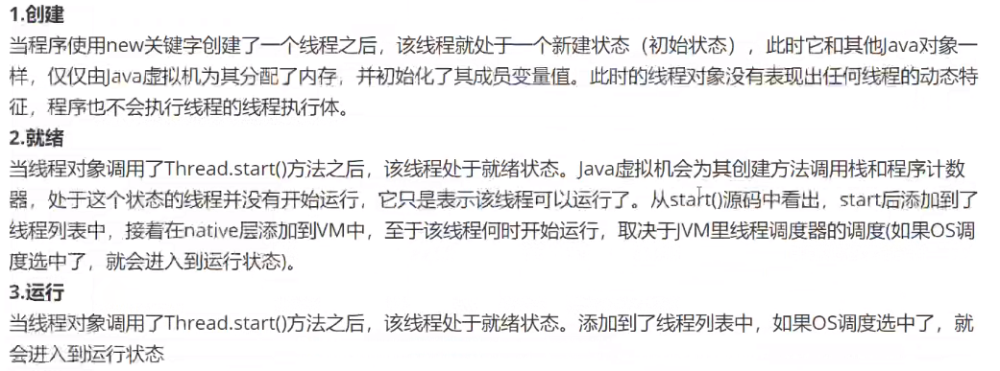 1.创建
当程序使用new关键字创建了一个线程之后，该线程就处于一个新建状态（初始状态），此时它和其他Java对象一
样，仅仅由Java虚拟机为其分配了内存，并初始化了其成员变量值。此时的线程对象没有表现出任何线程的动态特
征，程序也不会执行线程的线程执行体。
2.就绪
当线程对象调用了Thread.start()方法之后，该线程处于就绪状态。Java虚拟机会为其创建方法调用栈和程序计数
器，处于这个状态的线程并没有开始运行，它只是表示该线程可以运行了。从start()源码中看出，start后添加到了
线程列表中，接着在native层添加到VM中，至于该线程何时开始运行，取决于JVM里线程调度器的调度(如果OS调
度选中了，就会进入到运行状态)。
3.运行
当线程对象调用了Thread.start()方法之后，该线程处于就绪状态。添加到了线程列表中，如果OS调度选中了，就
会进入到运行状态